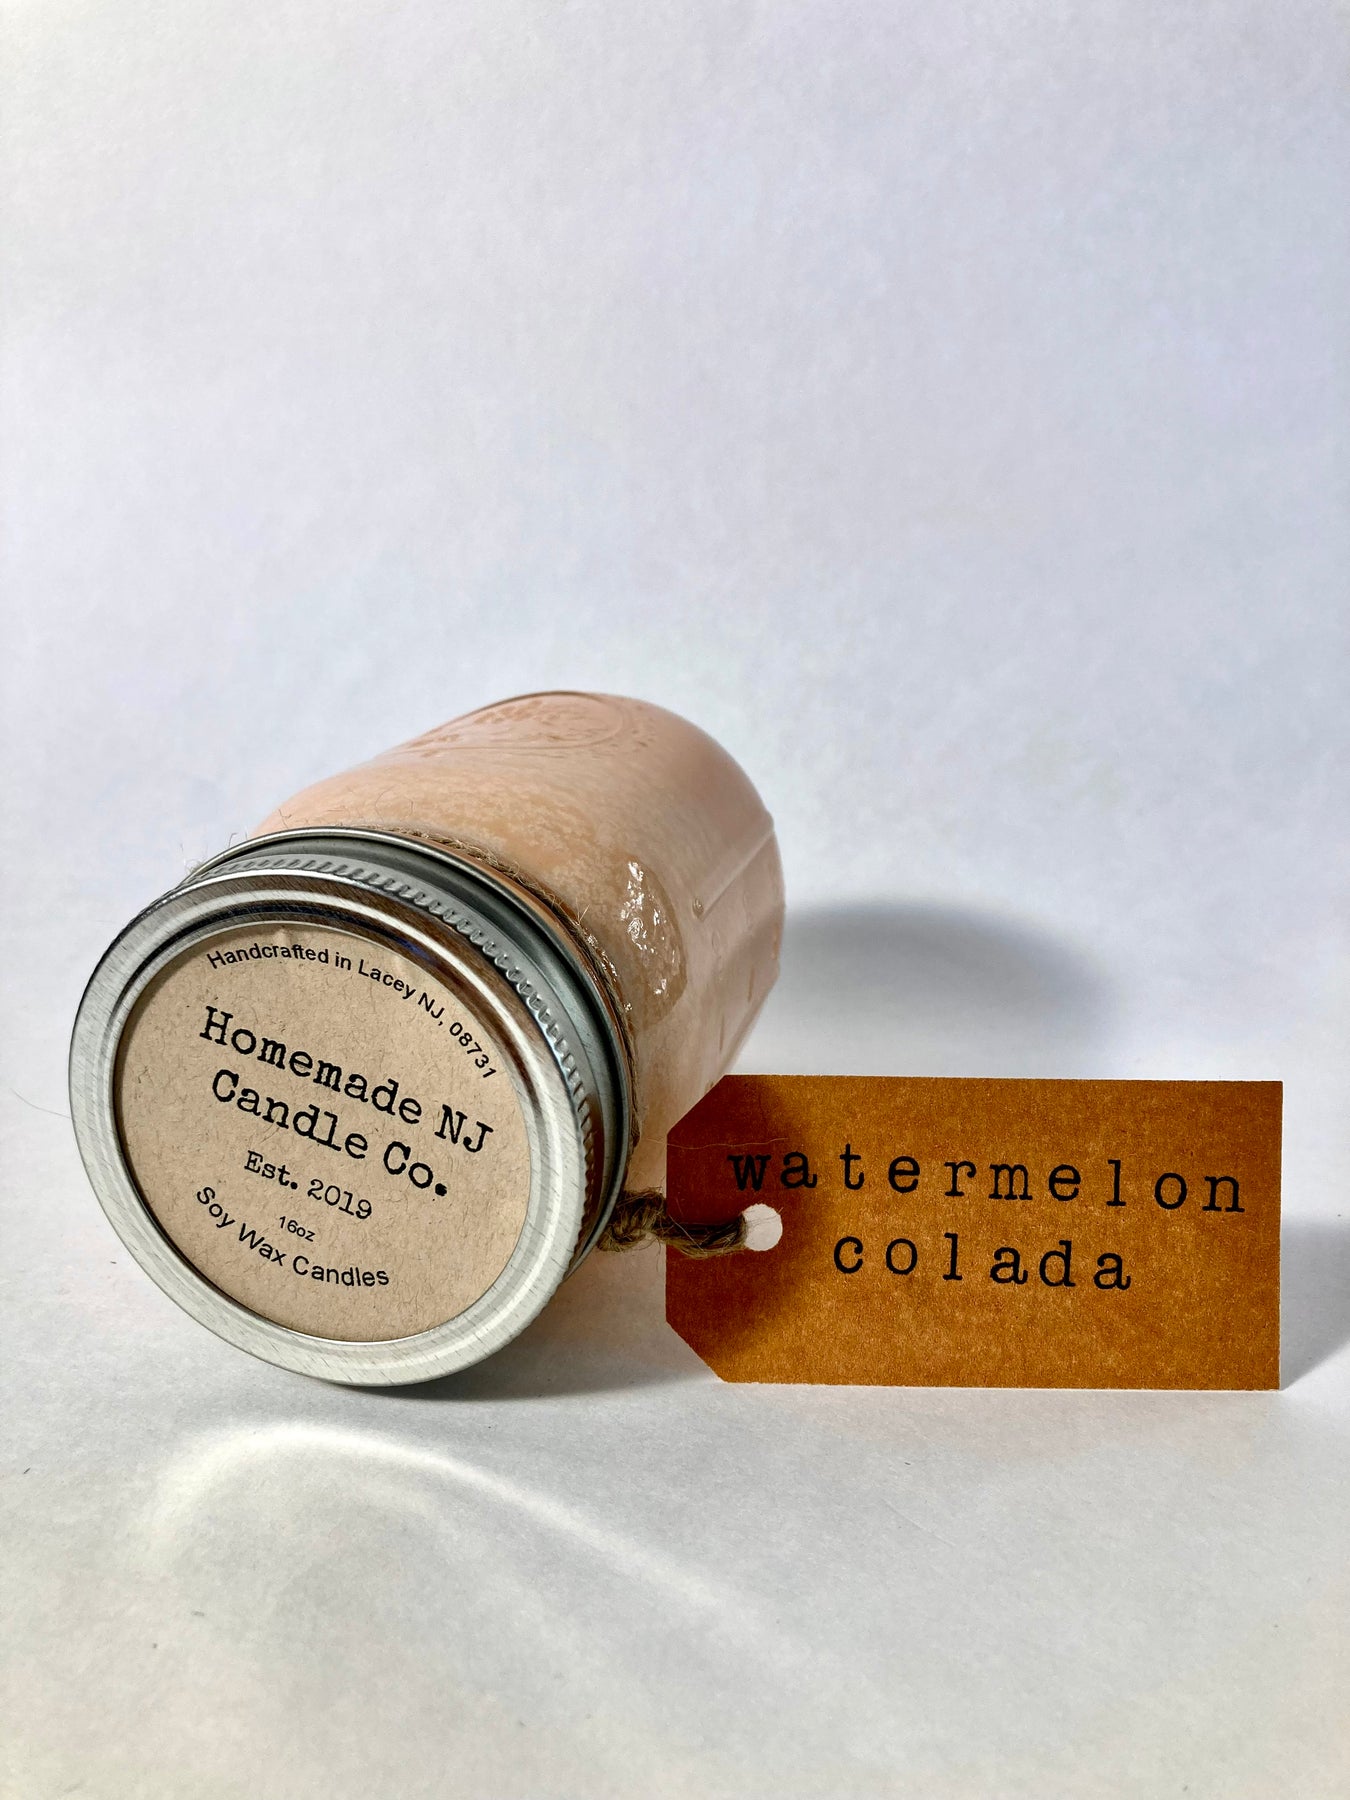 Handcrafted in Lacey NJ, 08731
Homemade NJ
Candle Co.
Est. 2019
16oz
Soy Wax Candles
watermelon
colada